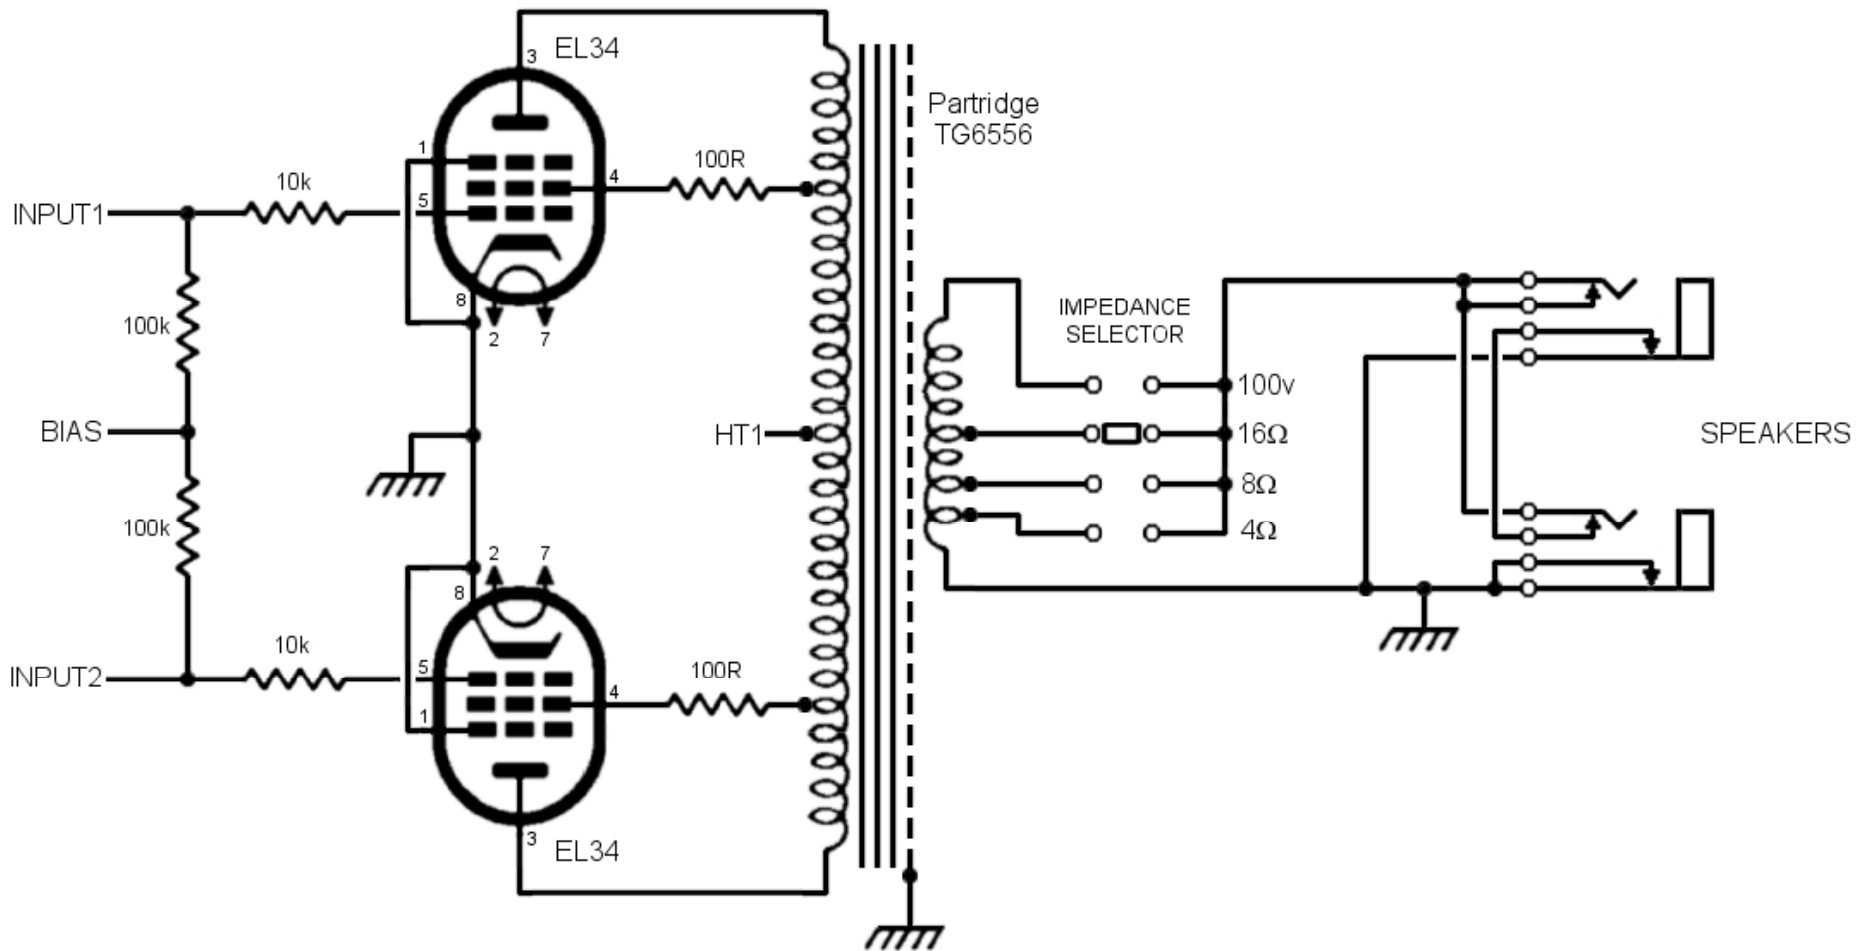 3
EL34
Partridge
TG6556
1
100R
10k
4
INPUT1
5
8
IMPEDANCE
SELECTOR
100k
2
7
100v
BIAS
HT1
16Ω
SPEAKERS
8Ω
100k
4Ω
2
7
8
10k
5
100R
INPUT2
4
1
3
EL34